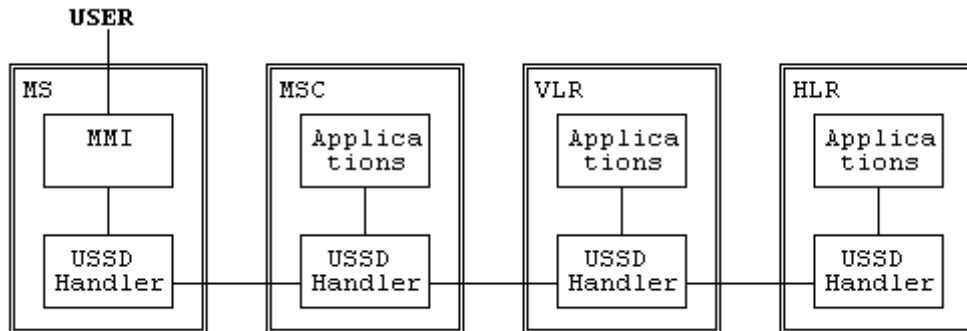 USER
MS
MSC
VLR
HLR
MMI
Applica
tions
Applica
tions
Applica
tions
USSD
Handler
USSD
Handler
USSD
Handler
USSD
Handler